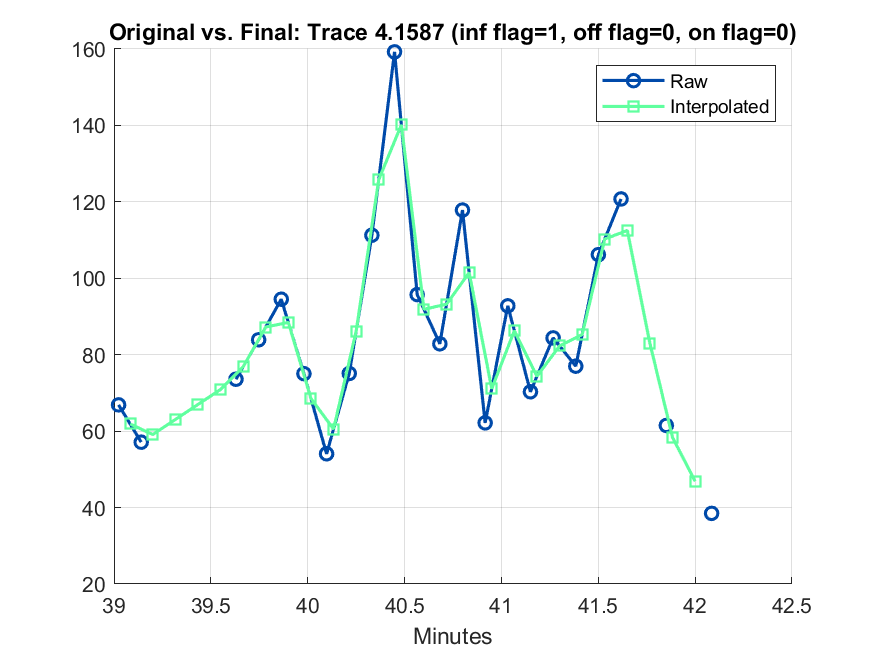 Original vs. Final: Trace 4.1587 (inf flag=1, off flag=0, on flag=0)
160
Raw
Interpolated
140
120
100
80
60
40
20
39 39.5 40 40.5 41 41.5 42 42.5
Minutes